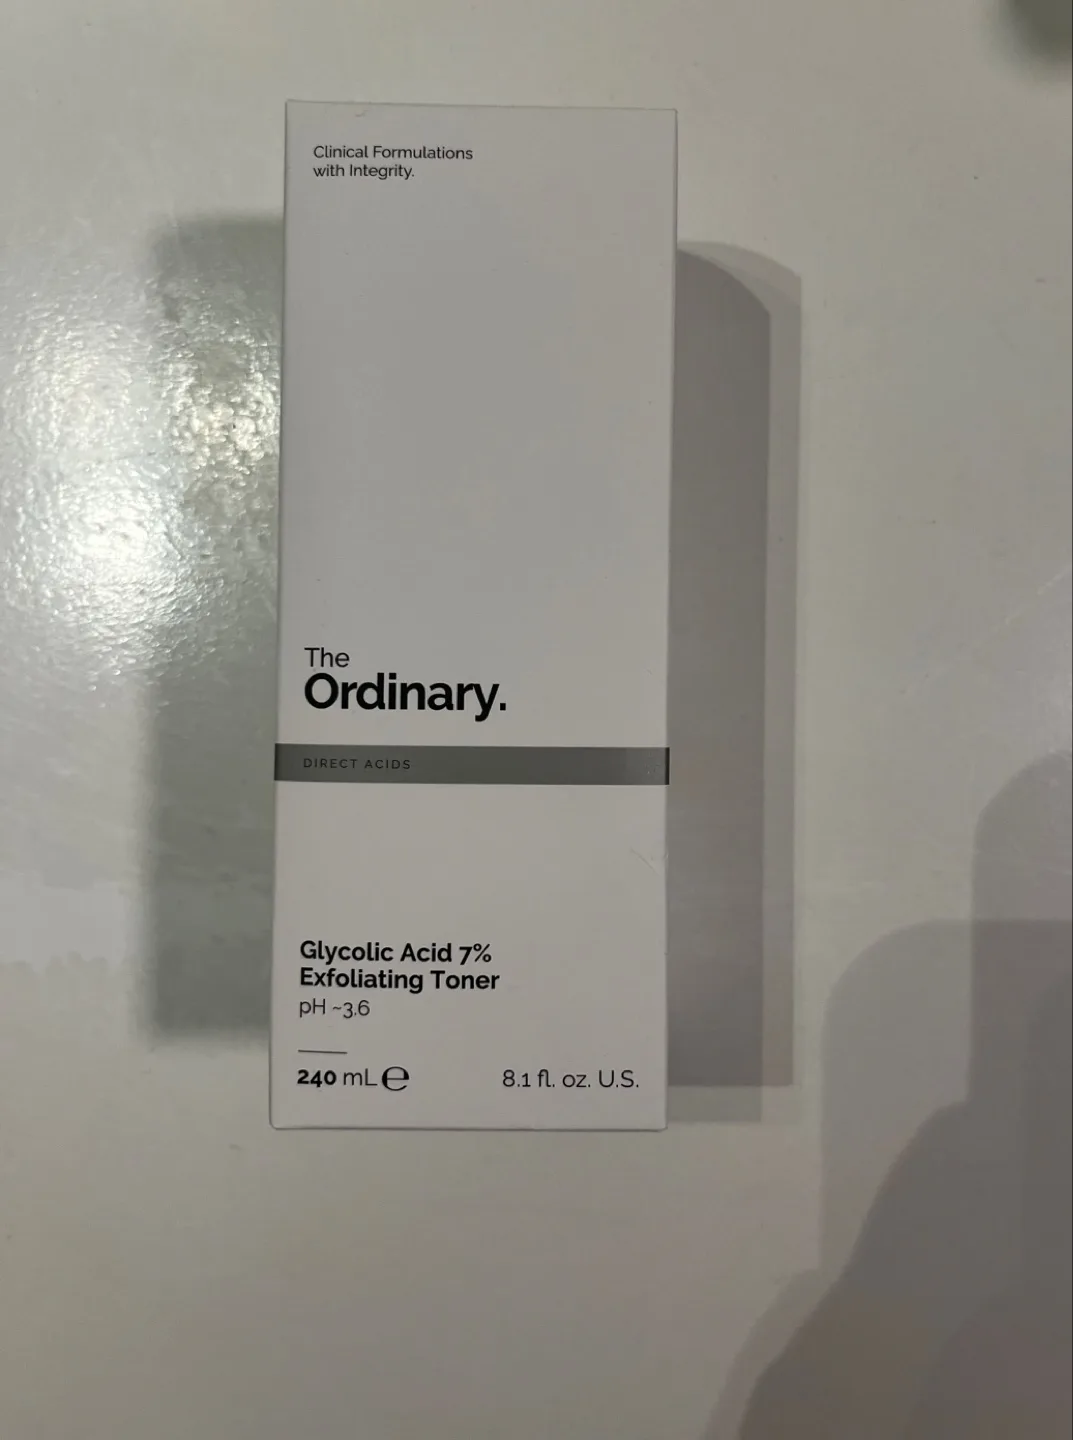 Clinical Formulations
with Integrity.
The
Ordinary.
DIRECT ACIDS
Glycolic Acid 7%
Exfoliating Toner
pH ~3.6
240 mL ℮
8.1 fl. oz. U.S.